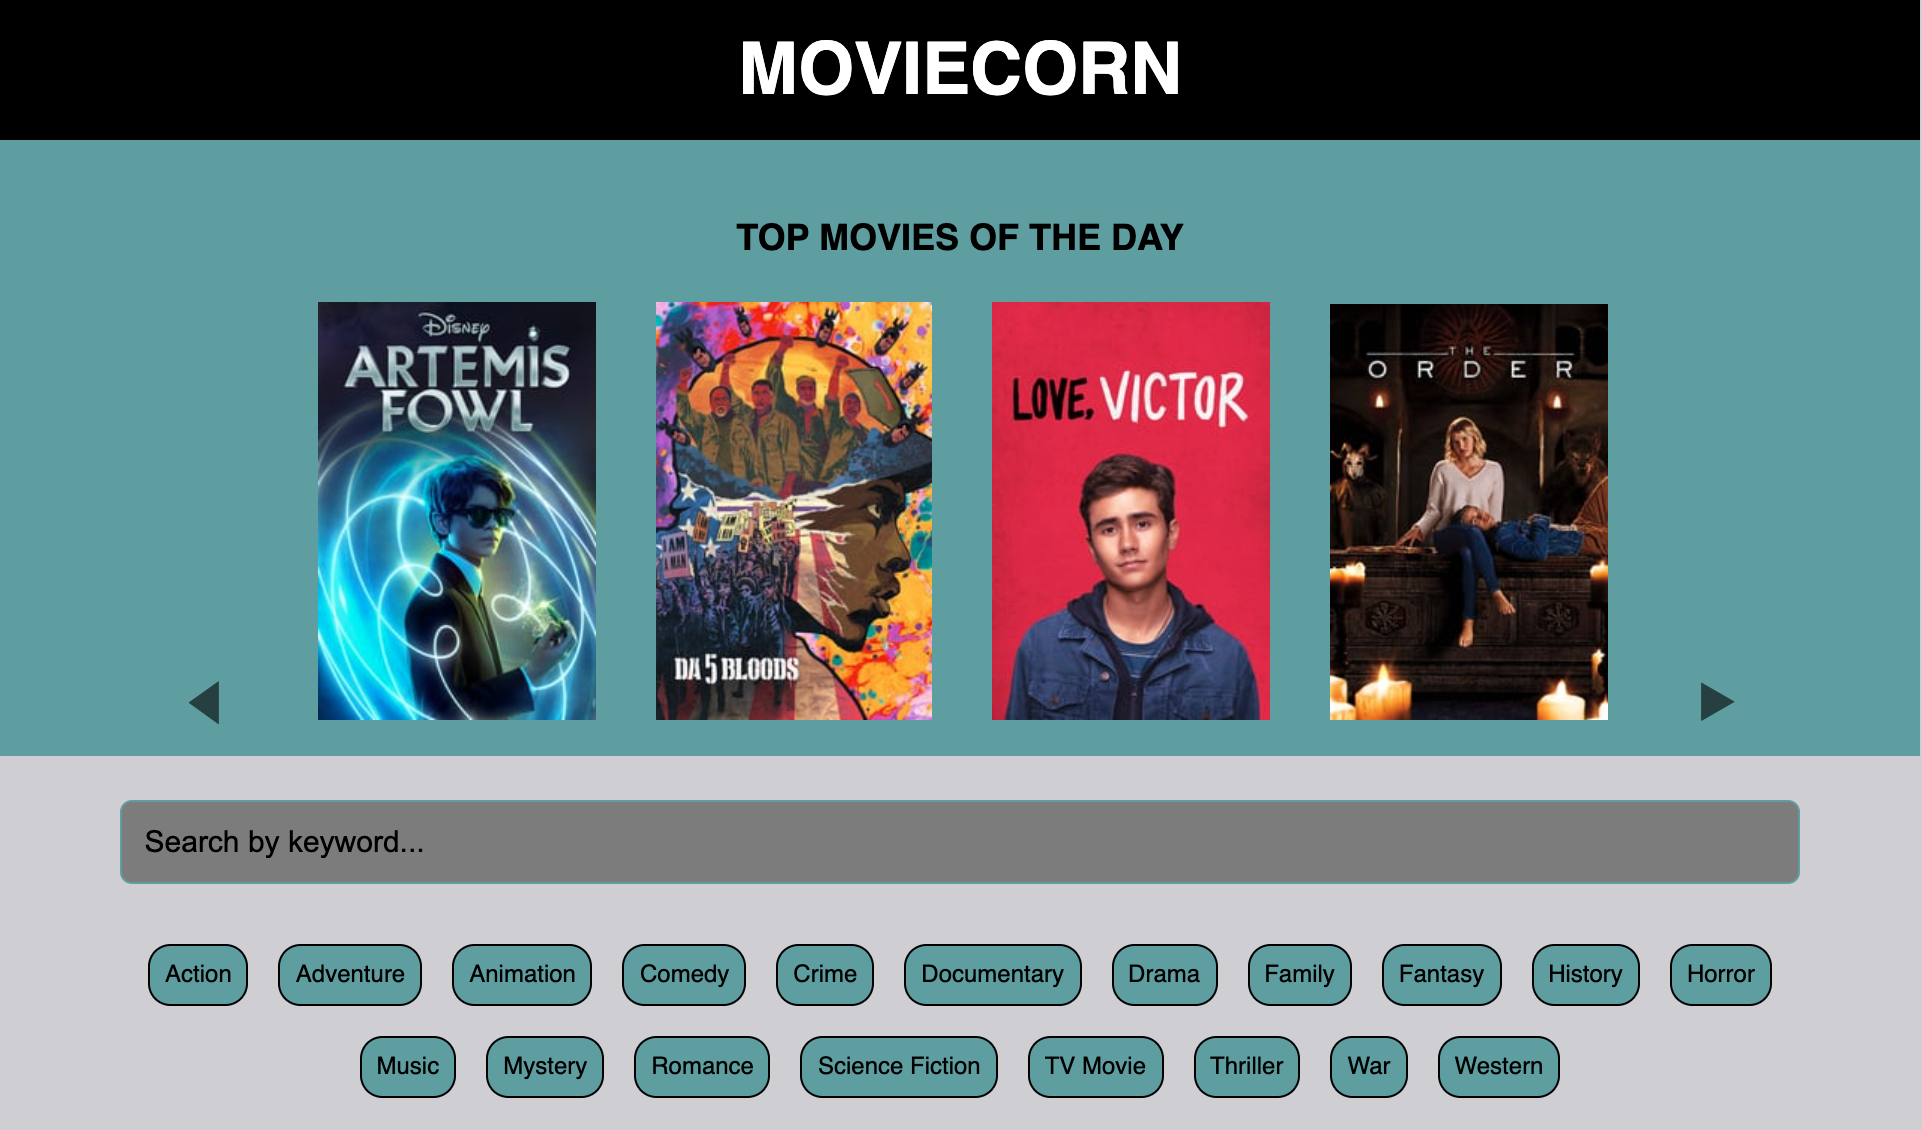 MOVIECORN
TOP MOVIES OF THE DAY
DISNEY
ARTEMIS
FOWL
I AM
A MAN
DA 5 BLOODS
LOVE, VICTOR
THE
ORDER
Search by keyword...
Action Adventure Animation Comedy Crime Documentary Drama Family Fantasy History Horror
Music Mystery Romance Science Fiction TV Movie Thriller War Western